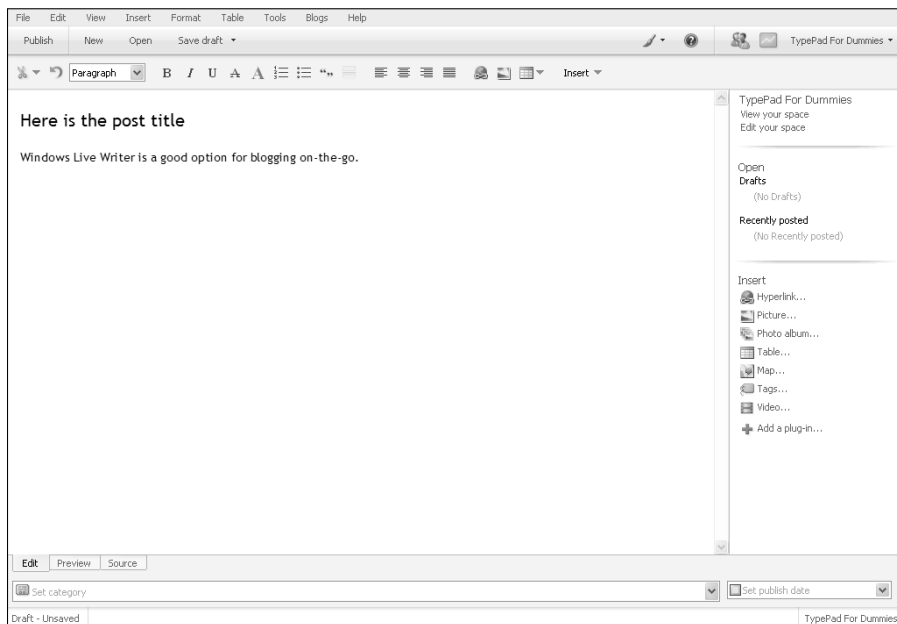 File Edit View Insert Format Table Tools Blogs Help
Publish New Open Save draft TypePad For Dummies
Paragraph B I U A A Insert
Here is the post title
Windows Live Writer is a good option for blogging on-the-go.
TypePad For Dummies
View your space
Edit your space
Open
Drafts
(No Drafts)
Recently posted
(No Recently posted)
Insert
Hyperlink...
Picture...
Photo album...
Table...
Map...
Tags...
Video...
Add a plug-in...
Edit Preview Source
Set category Set publish date
Draft - Unsaved TypePad For Dummies